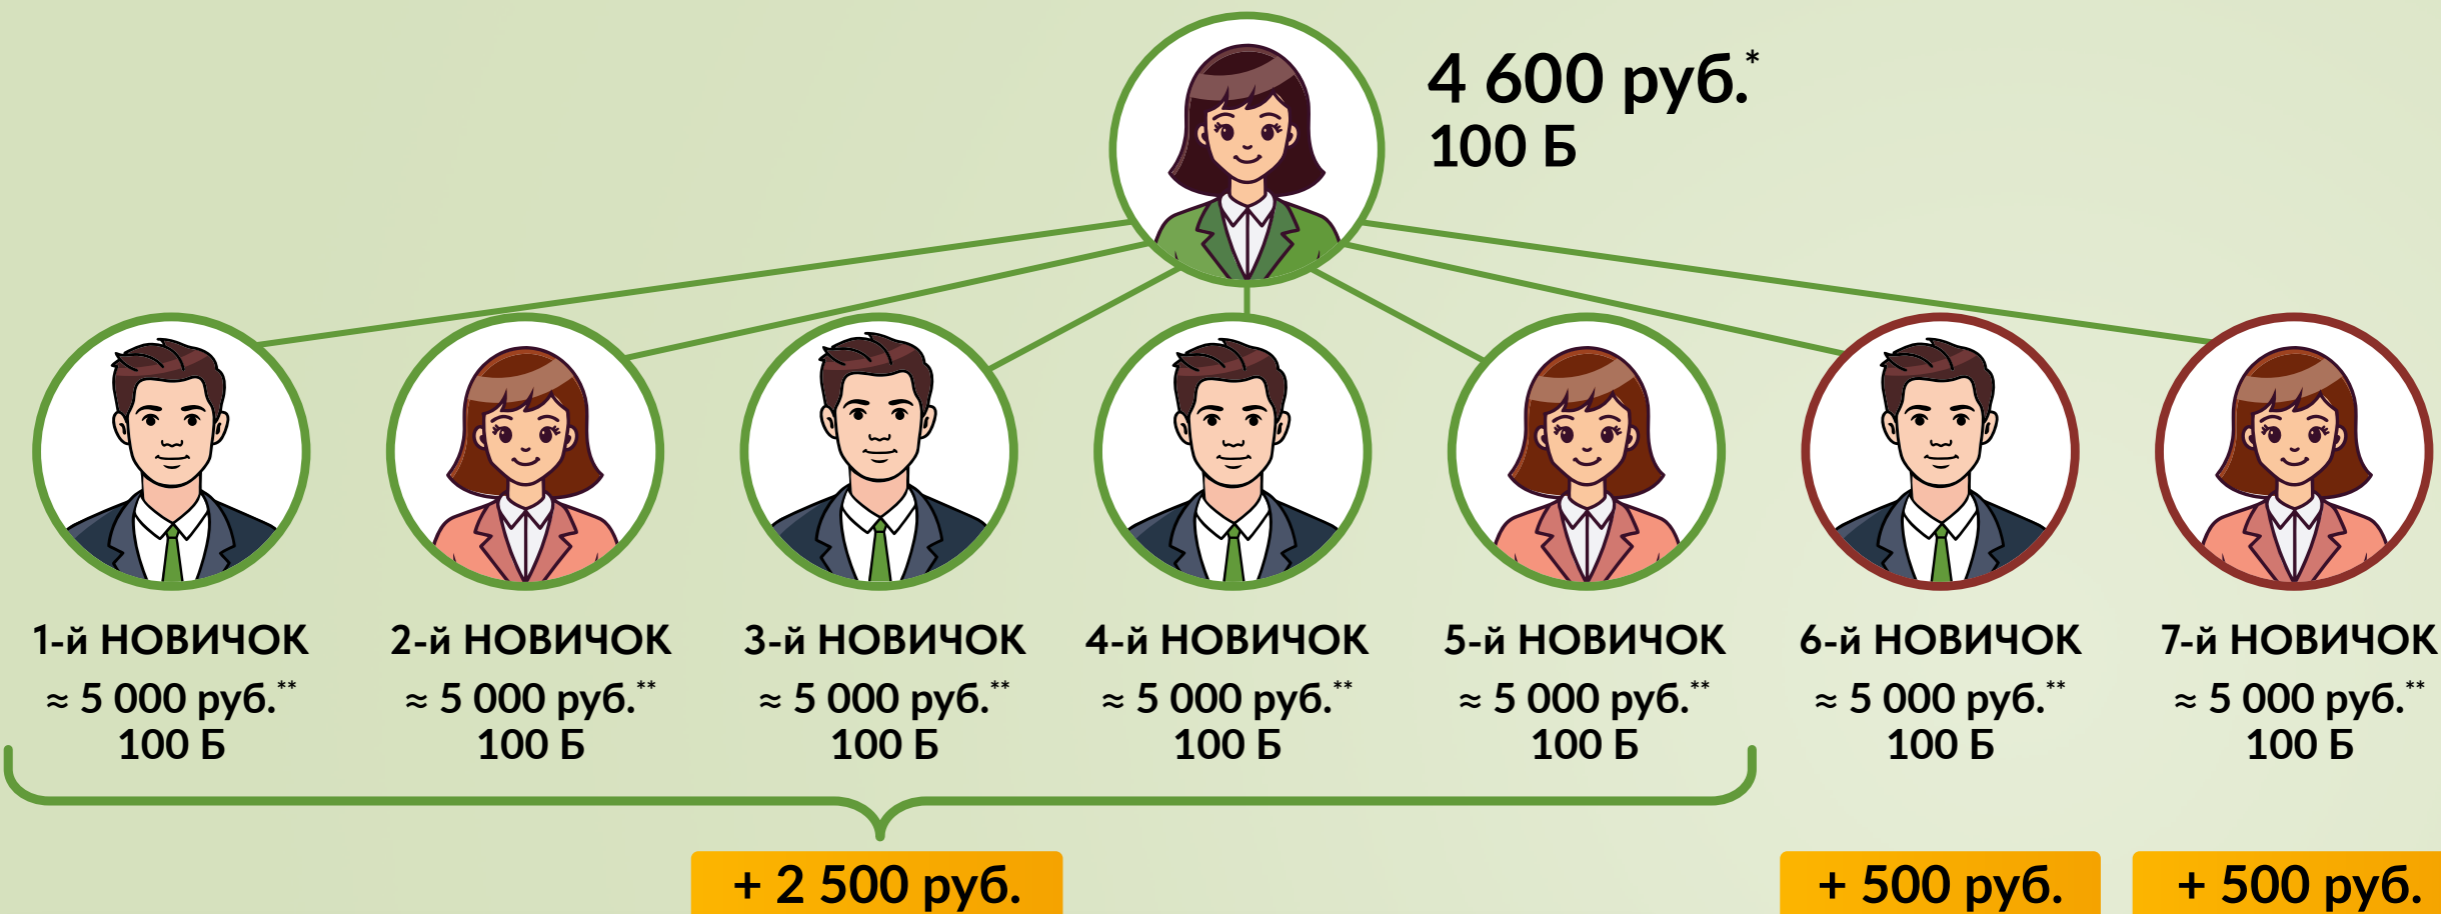 4 600 руб.*
100 Б
1-й НОВИЧОК
≈ 5 000 руб.**
100 Б
2-й НОВИЧОК
≈ 5 000 руб.**
100 Б
3-й НОВИЧОК
≈ 5 000 руб.**
100 Б
4-й НОВИЧОК
≈ 5 000 руб.**
100 Б
5-й НОВИЧОК
≈ 5 000 руб.**
100 Б
6-й НОВИЧОК
≈ 5 000 руб.**
100 Б
7-й НОВИЧОК
≈ 5 000 руб.**
100 Б
+ 2 500 руб.
+ 500 руб.
+ 500 руб.